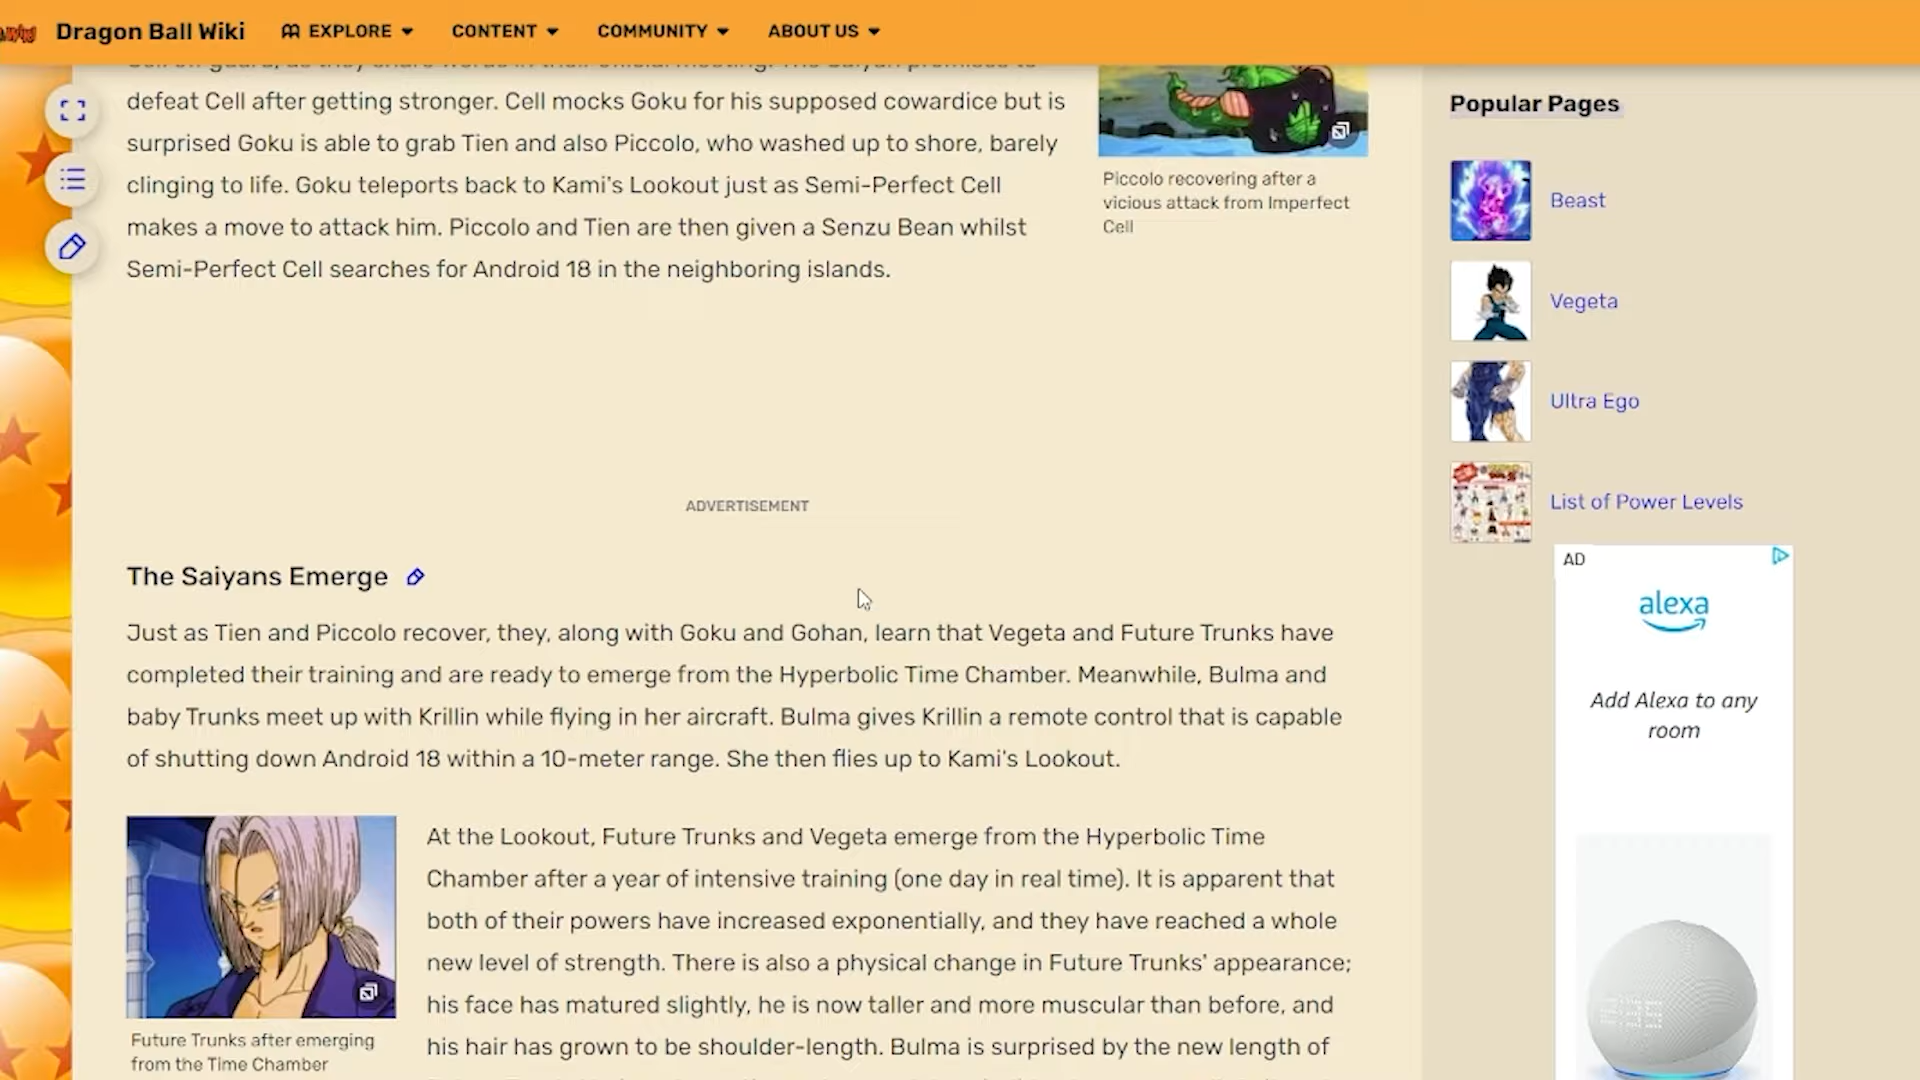 Dragon Ball Wiki
EXPLORE
CONTENT
COMMUNITY
ABOUT US
defeat Cell after getting stronger. Cell mocks Goku for his supposed cowardice but is
surprised Goku is able to grab Tien and also Piccolo, who washed up to shore, barely
clinging to life. Goku teleports back to Kami's Lookout just as Semi-Perfect Cell
makes a move to attack him. Piccolo and Tien are then given a Senzu Bean whilst
Semi-Perfect Cell searches for Android 18 in the neighboring islands.
Piccolo recovering after a
vicious attack from Imperfect
Cell
ADVERTISEMENT
The Saiyans Emerge
Just as Tien and Piccolo recover, they, along with Goku and Gohan, learn that Vegeta and Future Trunks have
completed their training and are ready to emerge from the Hyperbolic Time Chamber. Meanwhile, Bulma and
baby Trunks meet up with Krillin while flying in her aircraft. Bulma gives Krillin a remote control that is capable
of shutting down Android 18 within a 10-meter range. She then flies up to Kami's Lookout.
Future Trunks after emerging
from the Time Chamber
At the Lookout, Future Trunks and Vegeta emerge from the Hyperbolic Time
Chamber after a year of intensive training (one day in real time). It is apparent that
both of their powers have increased exponentially, and they have reached a whole
new level of strength. There is also a physical change in Future Trunks' appearance;
his face has matured slightly, he is now taller and more muscular than before, and
his hair has grown to be shoulder-length. Bulma is surprised by the new length of
Popular Pages
Beast
Vegeta
Ultra Ego
List of Power Levels
AD
alexa
Add Alexa to any
room